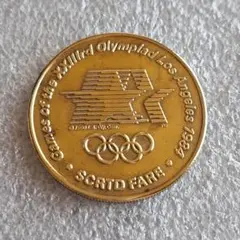 Games of the XXIIIrd Olympiad Los Angeles 1984
• SCRTD FARE •